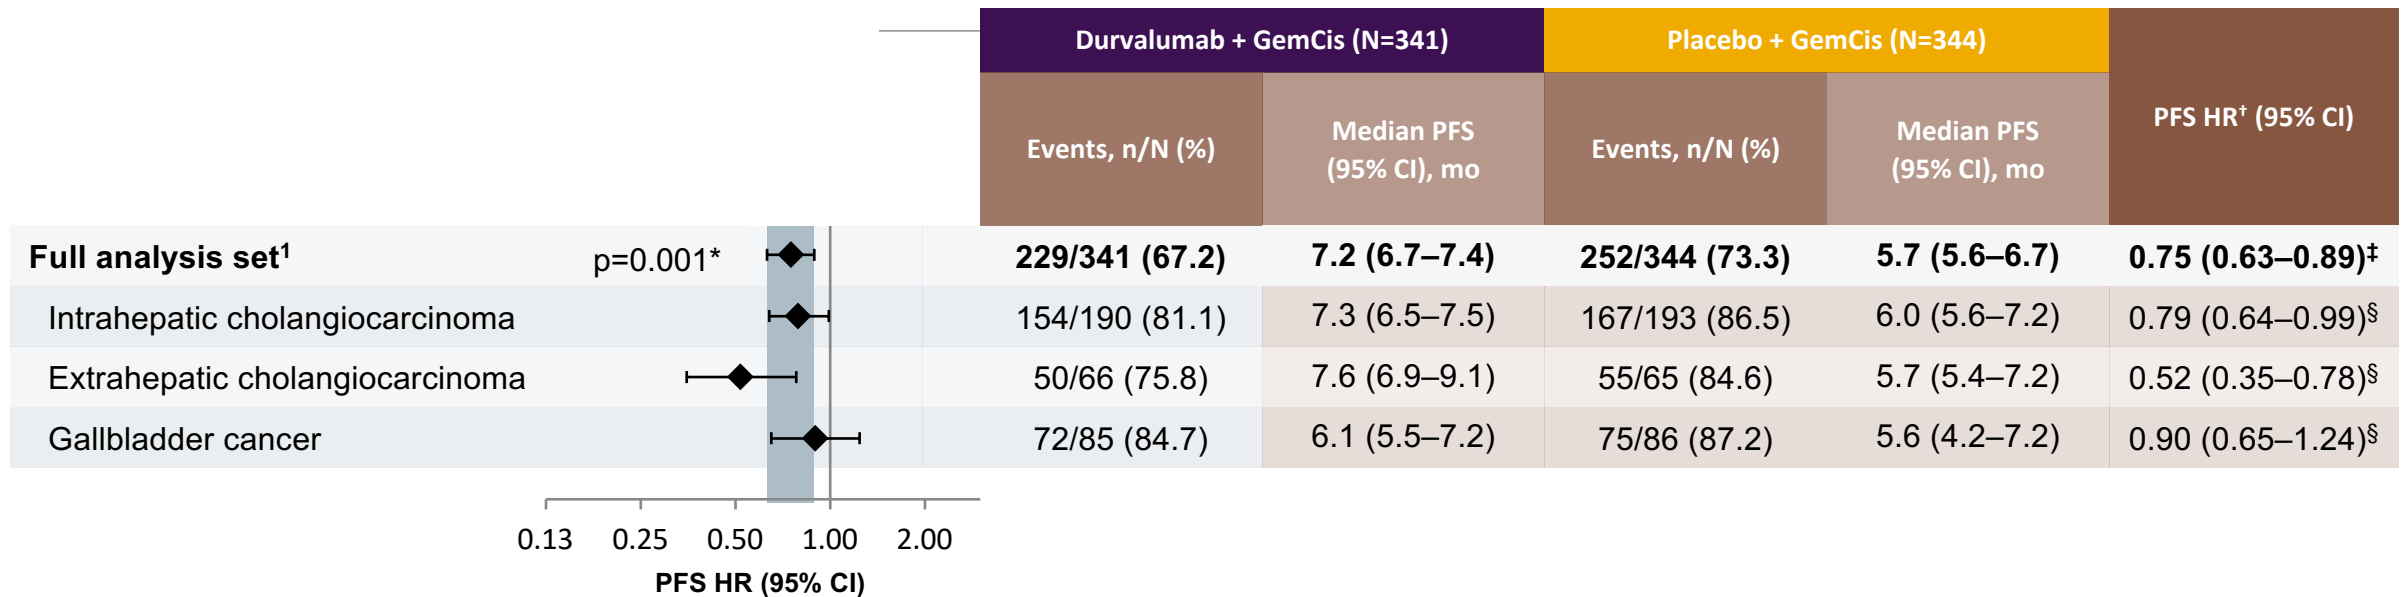 Durvalumab + GemCis (N=341) Placebo + GemCis (N=344)
Events, n/N (%) Median PFS (95% CI), mo Events, n/N (%) Median PFS (95% CI), mo PFS HR† (95% CI)
Full analysis set¹ p=0.001* 229/341 (67.2) 7.2 (6.7–7.4) 252/344 (73.3) 5.7 (5.6–6.7) 0.75 (0.63–0.89)‡
Intrahepatic cholangiocarcinoma 154/190 (81.1) 7.3 (6.5–7.5) 167/193 (86.5) 6.0 (5.6–7.2) 0.79 (0.64–0.99)§
Extrahepatic cholangiocarcinoma 50/66 (75.8) 7.6 (6.9–9.1) 55/65 (84.6) 5.7 (5.4–7.2) 0.52 (0.35–0.78)§
Gallbladder cancer 72/85 (84.7) 6.1 (5.5–7.2) 75/86 (87.2) 5.6 (4.2–7.2) 0.90 (0.65–1.24)§
0.13 0.25 0.50 1.00 2.00
PFS HR (95% CI)